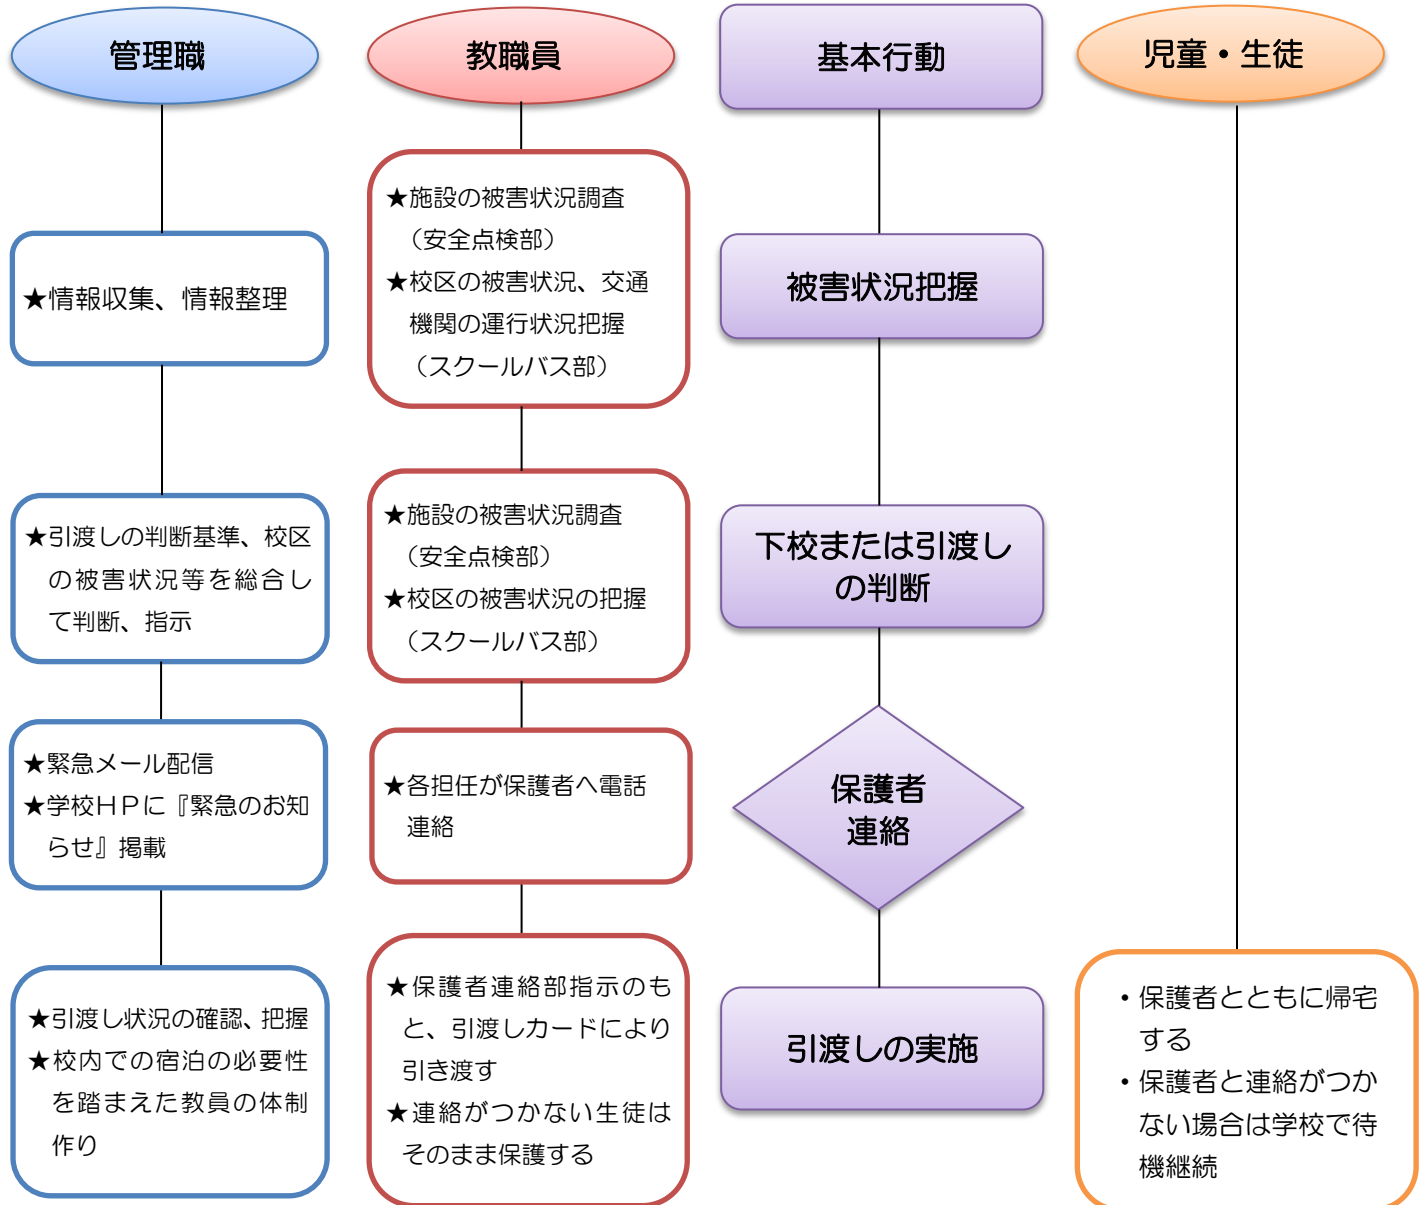 管理職
★情報収集、情報整理
★引渡しの判断基準、校区
の被害状況等を総合し
て判断、指示
★緊急メール配信
★学校ＨＰに『緊急のお知
らせ』掲載
★引渡し状況の確認、把握
★校内での宿泊の必要性
を踏まえた教員の体制
作り
教職員
★施設の被害状況調査
（安全点検部）
★校区の被害状況、交通
機関の運行状況把握
（スクールバス部）
★施設の被害状況調査
（安全点検部）
★校区の被害状況の把握
（スクールバス部）
★各担任が保護者へ電話
連絡
★保護者連絡部指示のも
と、引渡しカードにより
引き渡す
★連絡がつかない生徒は
そのまま保護する
基本行動
被害状況把握
下校または引渡し
の判断
保護者
連絡
引渡しの実施
児童・生徒
・保護者とともに帰宅
する
・保護者と連絡がつか
ない場合は学校で待
機継続